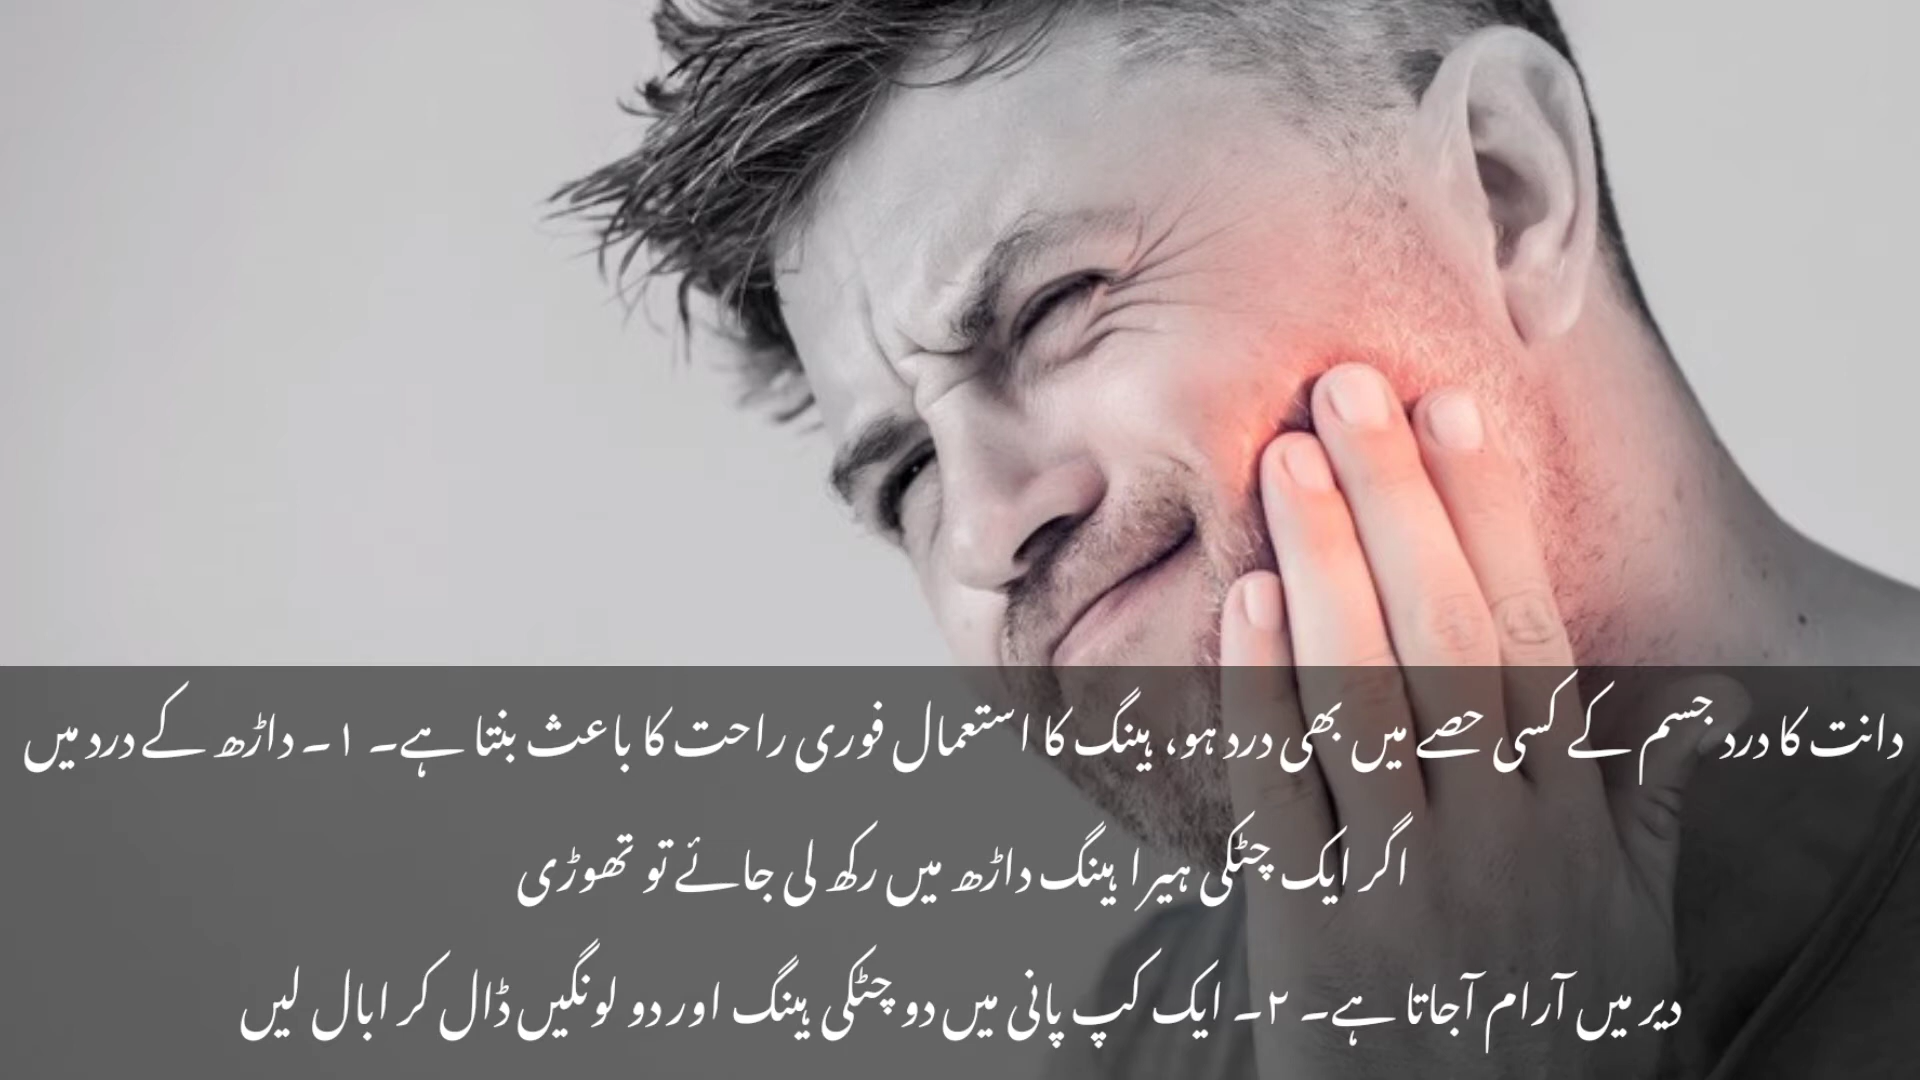 دانت کا درد جسم کے کسی حصے میں بھی درد ہو، ہینگ کا استعمال فوری راحت کا باعث بنتا ہے۔ ۱۔ داڑھ کے درد میں
اگر ایک چٹکی ہیرا ہینگ داڑھ میں رکھ لی جائے تو تھوڑی
دیر میں آرام آجاتا ہے۔ ۲۔ ایک کپ پانی میں دو چٹکی ہینگ اور دو لونگیں ڈال کر ابال لیں